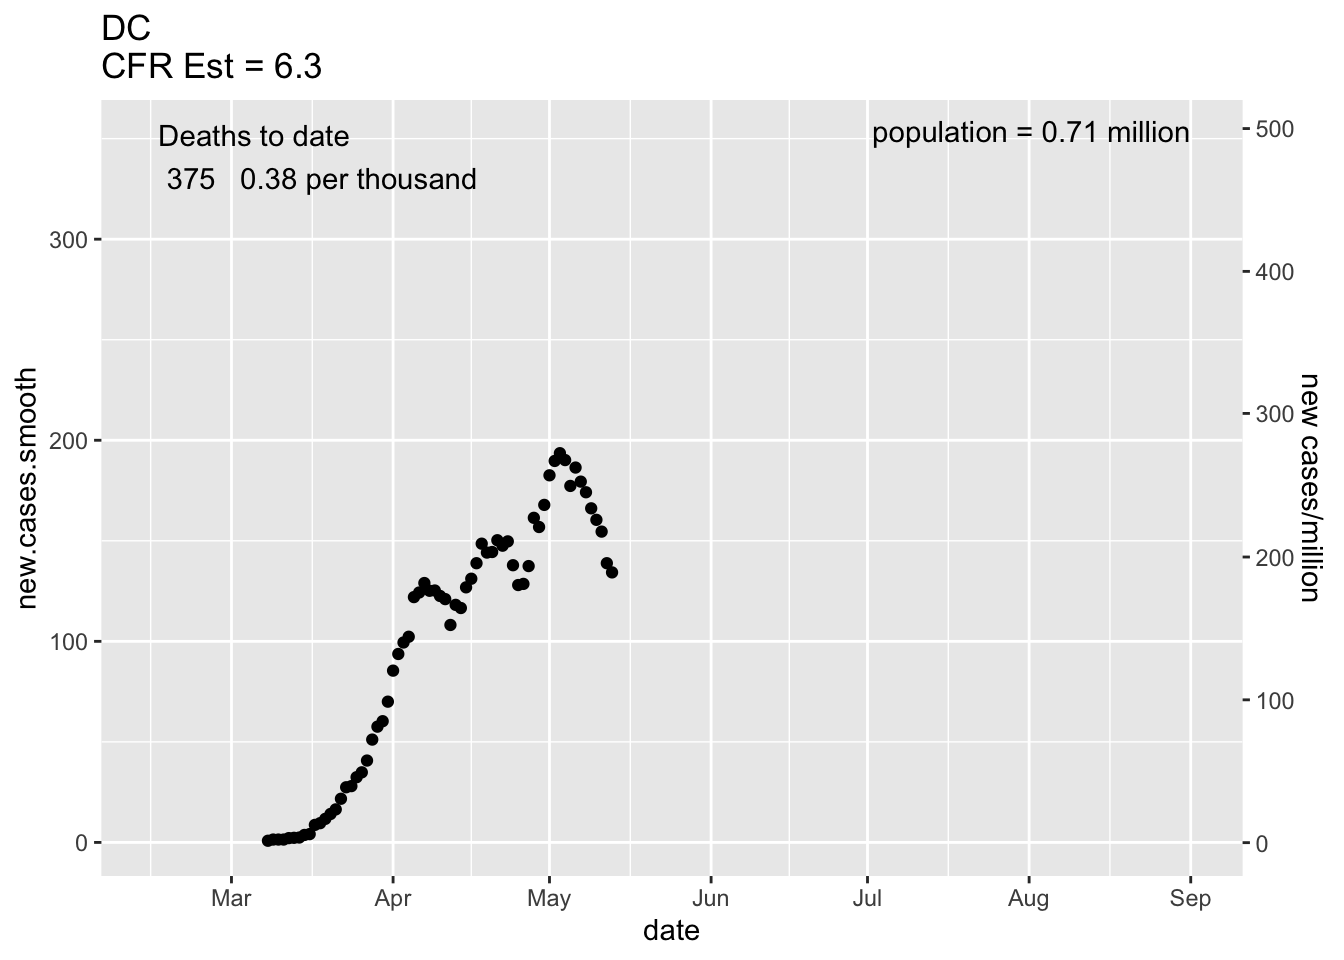 DC
CFR Est = 6.3
Deaths to date
375 0.38 per thousand
population = 0.71 million
new.cases.smooth
300
200
100
0
500
400
300
200
100
0
new cases/million
Mar Apr May Jun Jul Aug Sep
date